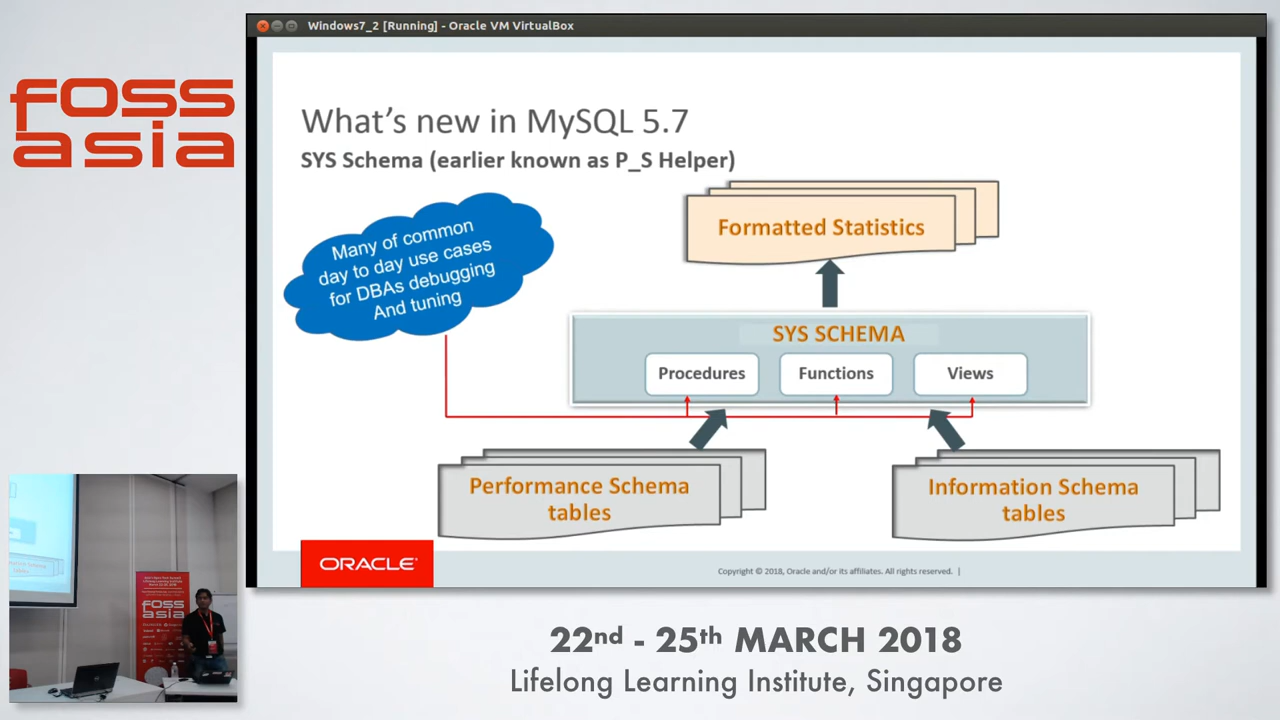 Windows7_2 [Running] - Oracle VM VirtualBox
foss
asia
What's new in MySQL 5.7
SYS Schema (earlier known as P_S Helper)
Many of common
day to day use cases
for DBAs debugging
And tuning
Formatted Statistics
SYS SCHEMA
Procedures
Functions
Views
Performance Schema
tables
Information Schema
tables
ORACLE
Copyright © 2018, Oracle and/or its affiliates. All rights reserved. |
foss
asia
22nd - 25th MARCH 2018
Lifelong Learning Institute, Singapore